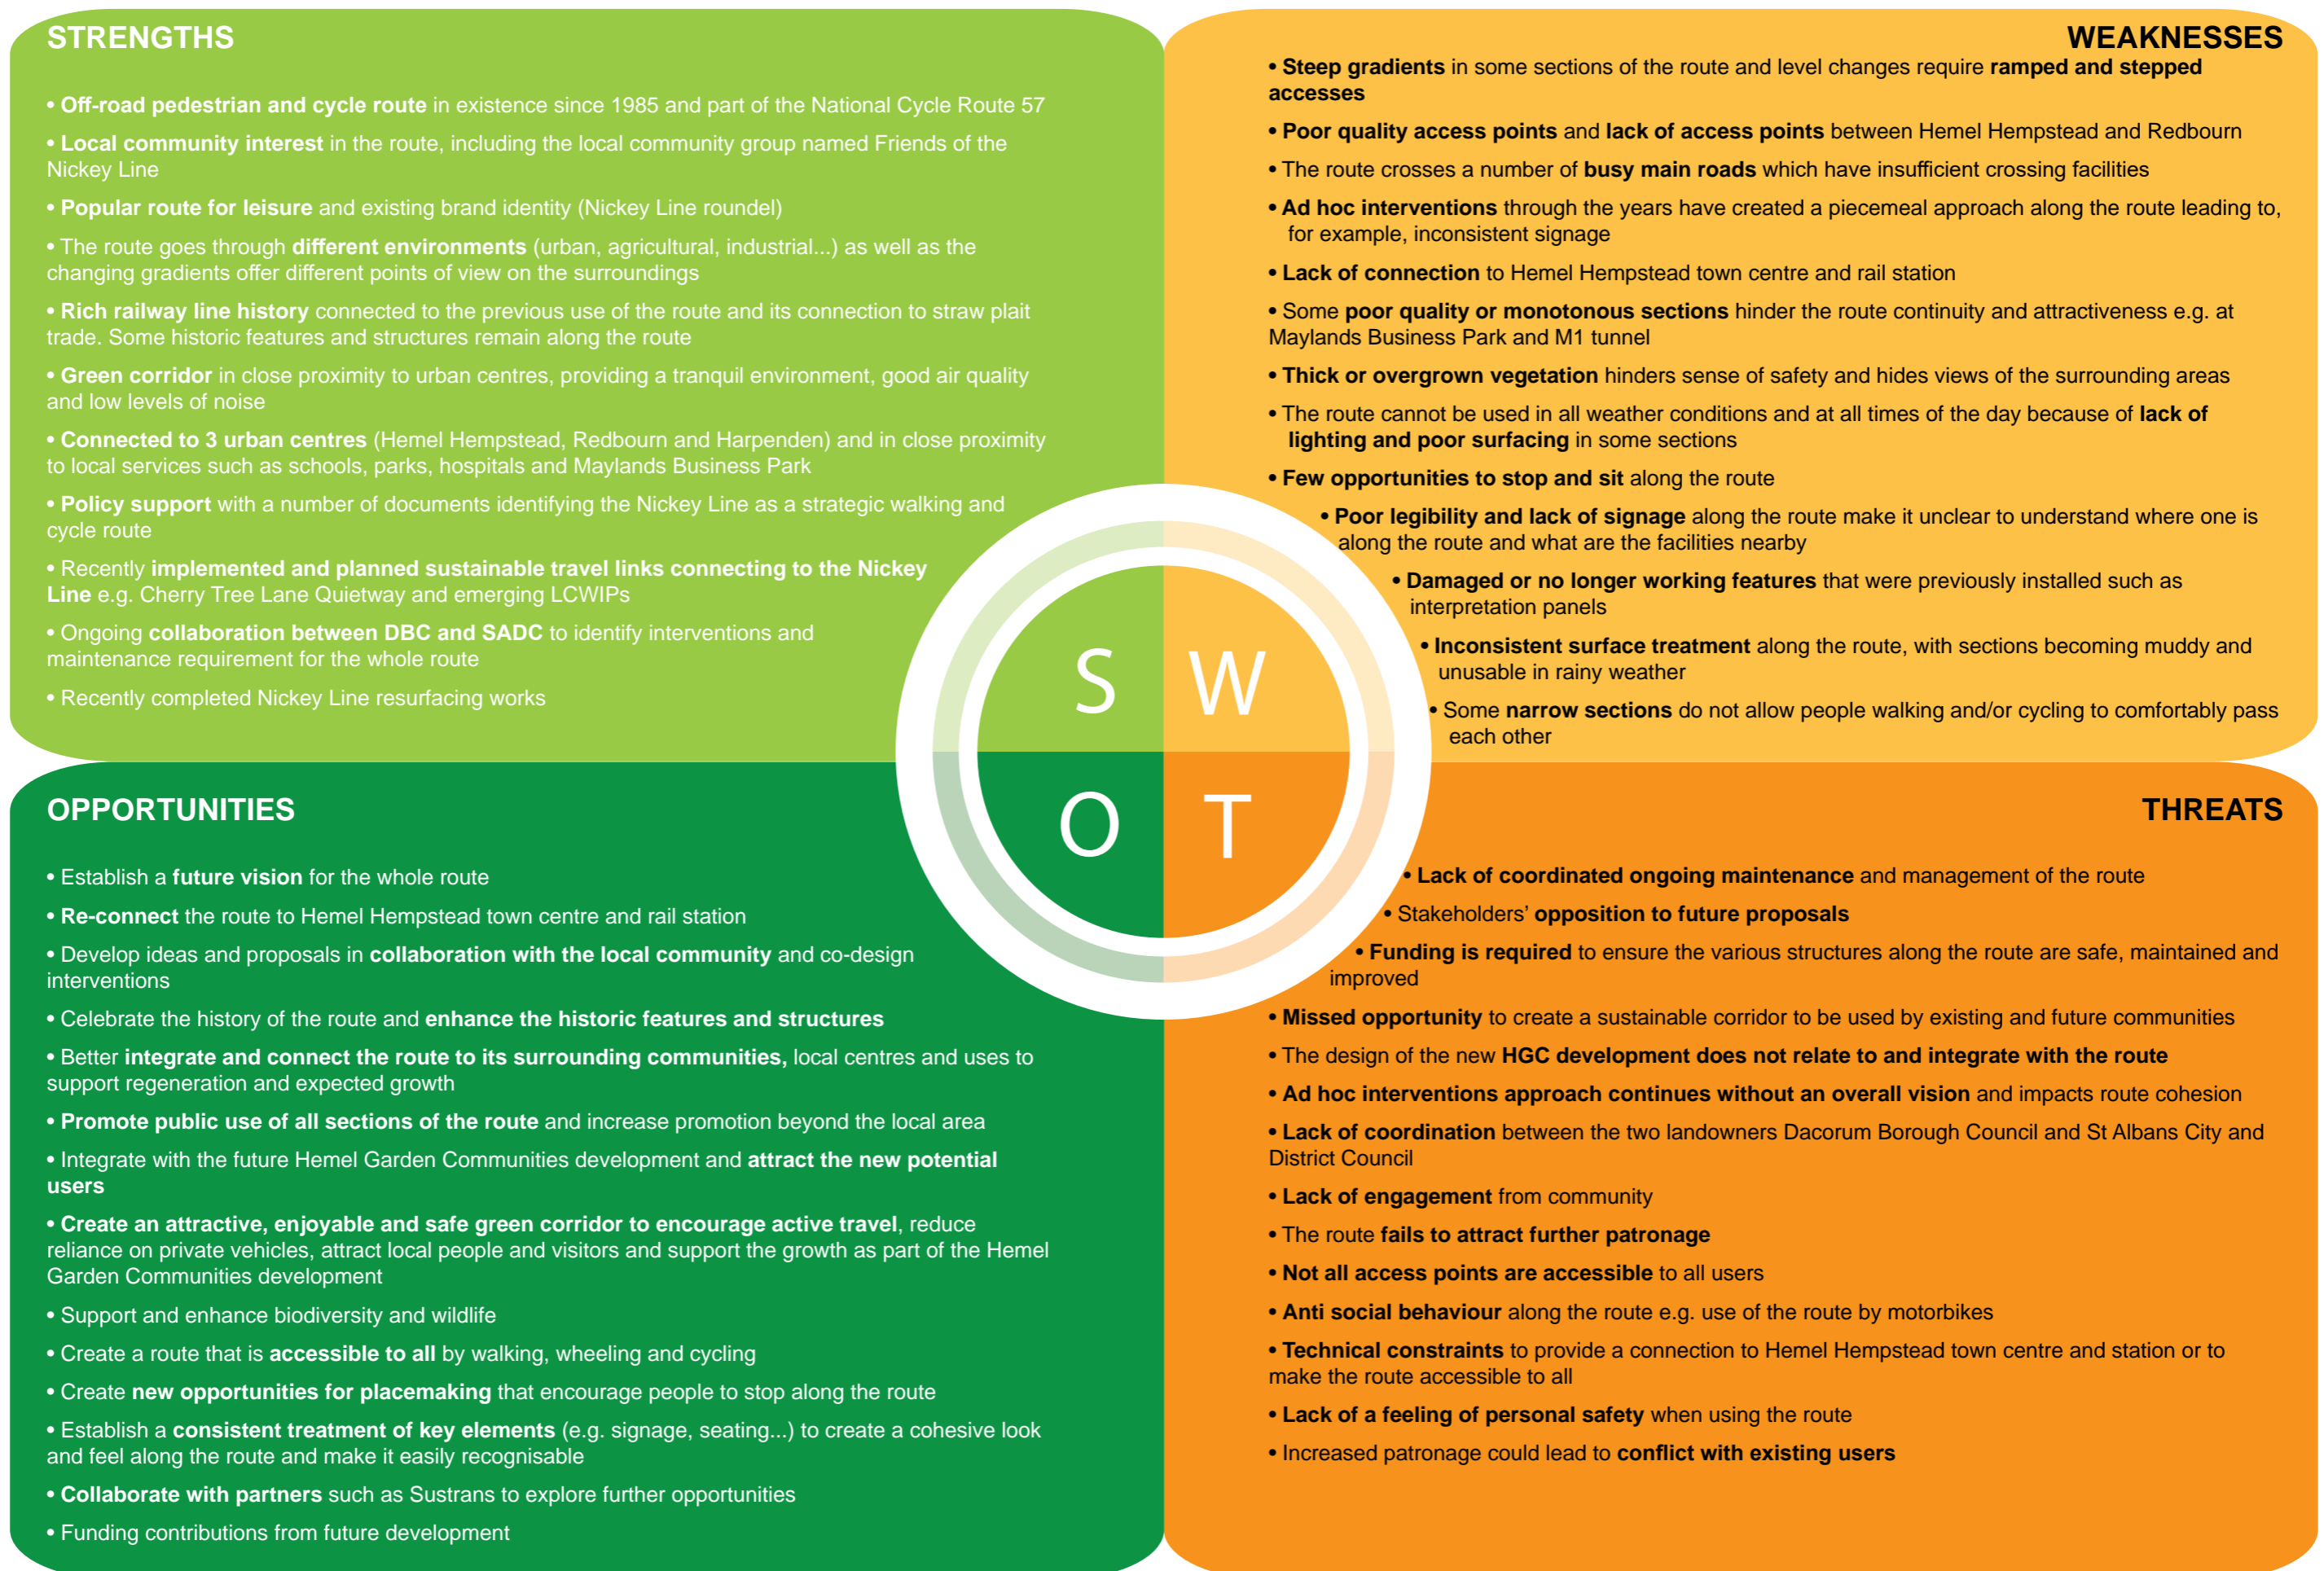 STRENGTHS
• Off-road pedestrian and cycle route in existence since 1985 and part of the National Cycle Route 57
• Local community interest in the route, including the local community group named Friends of the
Nickey Line
• Popular route for leisure and existing brand identity (Nickey Line roundel)
• The route goes through different environments (urban, agricultural, industrial...) as well as the
changing gradients offer different points of view on the surroundings
• Rich railway line history connected to the previous use of the route and its connection to straw plait
trade. Some historic features and structures remain along the route
• Green corridor in close proximity to urban centres, providing a tranquil environment, good air quality
and low levels of noise
• Connected to 3 urban centres (Hemel Hempstead, Redbourn and Harpenden) and in close proximity
to local services such as schools, parks, hospitals and Maylands Business Park
• Policy support with a number of documents identifying the Nickey Line as a strategic walking and
cycle route
• Recently implemented and planned sustainable travel links connecting to the Nickey
Line e.g. Cherry Tree Lane Quietway and emerging LCWIPs
• Ongoing collaboration between DBC and SADC to identify interventions and
maintenance requirement for the whole route
• Recently completed Nickey Line resurfacing works
WEAKNESSES
• Steep gradients in some sections of the route and level changes require ramped and stepped
accesses
• Poor quality access points and lack of access points between Hemel Hempstead and Redbourn
• The route crosses a number of busy main roads which have insufficient crossing facilities
• Ad hoc interventions through the years have created a piecemeal approach along the route leading to,
for example, inconsistent signage
• Lack of connection to Hemel Hempstead town centre and rail station
• Some poor quality or monotonous sections hinder the route continuity and attractiveness e.g. at
Maylands Business Park and M1 tunnel
• Thick or overgrown vegetation hinders sense of safety and hides views of the surrounding areas
• The route cannot be used in all weather conditions and at all times of the day because of lack of
lighting and poor surfacing in some sections
• Few opportunities to stop and sit along the route
• Poor legibility and lack of signage along the route make it unclear to understand where one is
along the route and what are the facilities nearby
• Damaged or no longer working features that were previously installed such as
interpretation panels
• Inconsistent surface treatment along the route, with sections becoming muddy and
unusable in rainy weather
• Some narrow sections do not allow people walking and/or cycling to comfortably pass
each other
S W
O T
OPPORTUNITIES
• Establish a future vision for the whole route
• Re-connect the route to Hemel Hempstead town centre and rail station
• Develop ideas and proposals in collaboration with the local community and co-design
interventions
• Celebrate the history of the route and enhance the historic features and structures
• Better integrate and connect the route to its surrounding communities, local centres and uses to
support regeneration and expected growth
• Promote public use of all sections of the route and increase promotion beyond the local area
• Integrate with the future Hemel Garden Communities development and attract the new potential
users
• Create an attractive, enjoyable and safe green corridor to encourage active travel, reduce
reliance on private vehicles, attract local people and visitors and support the growth as part of the Hemel
Garden Communities development
• Support and enhance biodiversity and wildlife
• Create a route that is accessible to all by walking, wheeling and cycling
• Create new opportunities for placemaking that encourage people to stop along the route
• Establish a consistent treatment of key elements (e.g. signage, seating...) to create a cohesive look
and feel along the route and make it easily recognisable
• Collaborate with partners such as Sustrans to explore further opportunities
• Funding contributions from future development
THREATS
• Lack of coordinated ongoing maintenance and management of the route
• Stakeholders’ opposition to future proposals
• Funding is required to ensure the various structures along the route are safe, maintained and
improved
• Missed opportunity to create a sustainable corridor to be used by existing and future communities
• The design of the new HGC development does not relate to and integrate with the route
• Ad hoc interventions approach continues without an overall vision and impacts route cohesion
• Lack of coordination between the two landowners Dacorum Borough Council and St Albans City and
District Council
• Lack of engagement from community
• The route fails to attract further patronage
• Not all access points are accessible to all users
• Anti social behaviour along the route e.g. use of the route by motorbikes
• Technical constraints to provide a connection to Hemel Hempstead town centre and station or to
make the route accessible to all
• Lack of a feeling of personal safety when using the route
• Increased patronage could lead to conflict with existing users